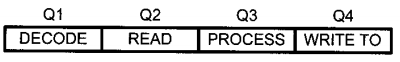 Q1 Q2 Q3 Q4
DECODE READ PROCESS WRITE TO